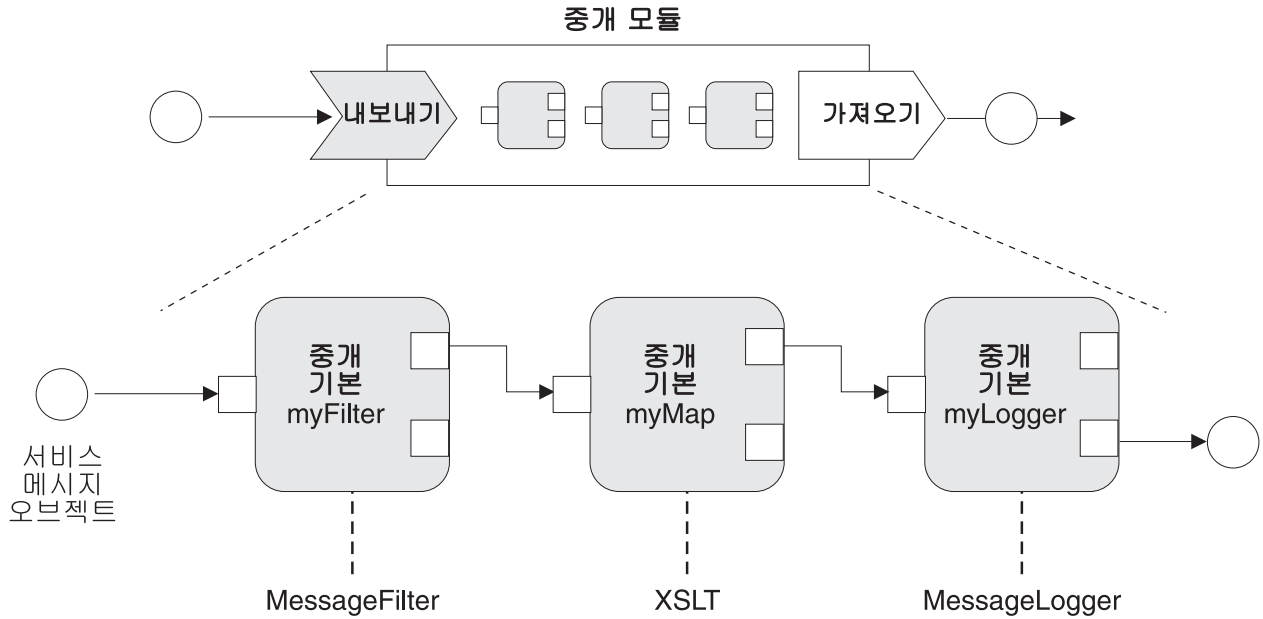 중개 모듈
내보내기
가져오기
중개
기본
myFilter
중개
기본
myMap
중개
기본
myLogger
서비스
메시지
오브젝트
MessageFilter
XSLT
MessageLogger